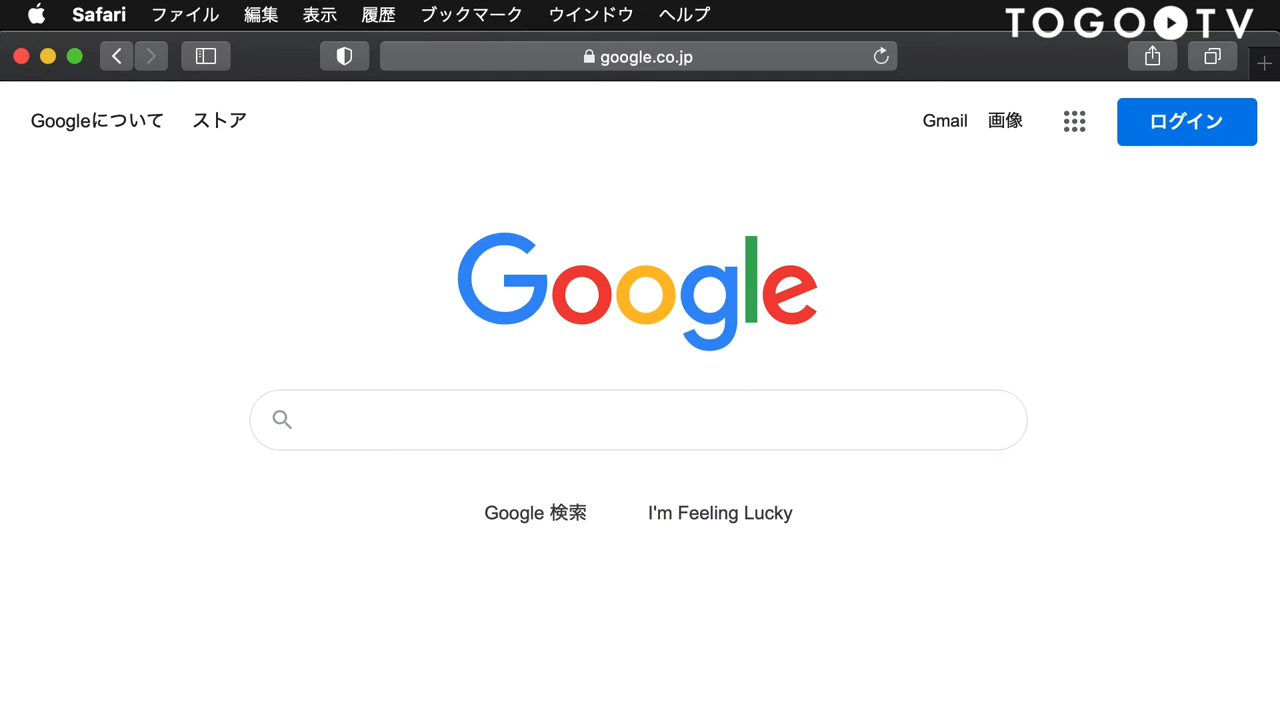 Safari ファイル 編集 表示 履歴 ブックマーク ウインドウ ヘルプ
TOGOTV
google.co.jp
Googleについて ストア Gmail 画像 ログイン
Google
Google 検索 I'm Feeling Lucky